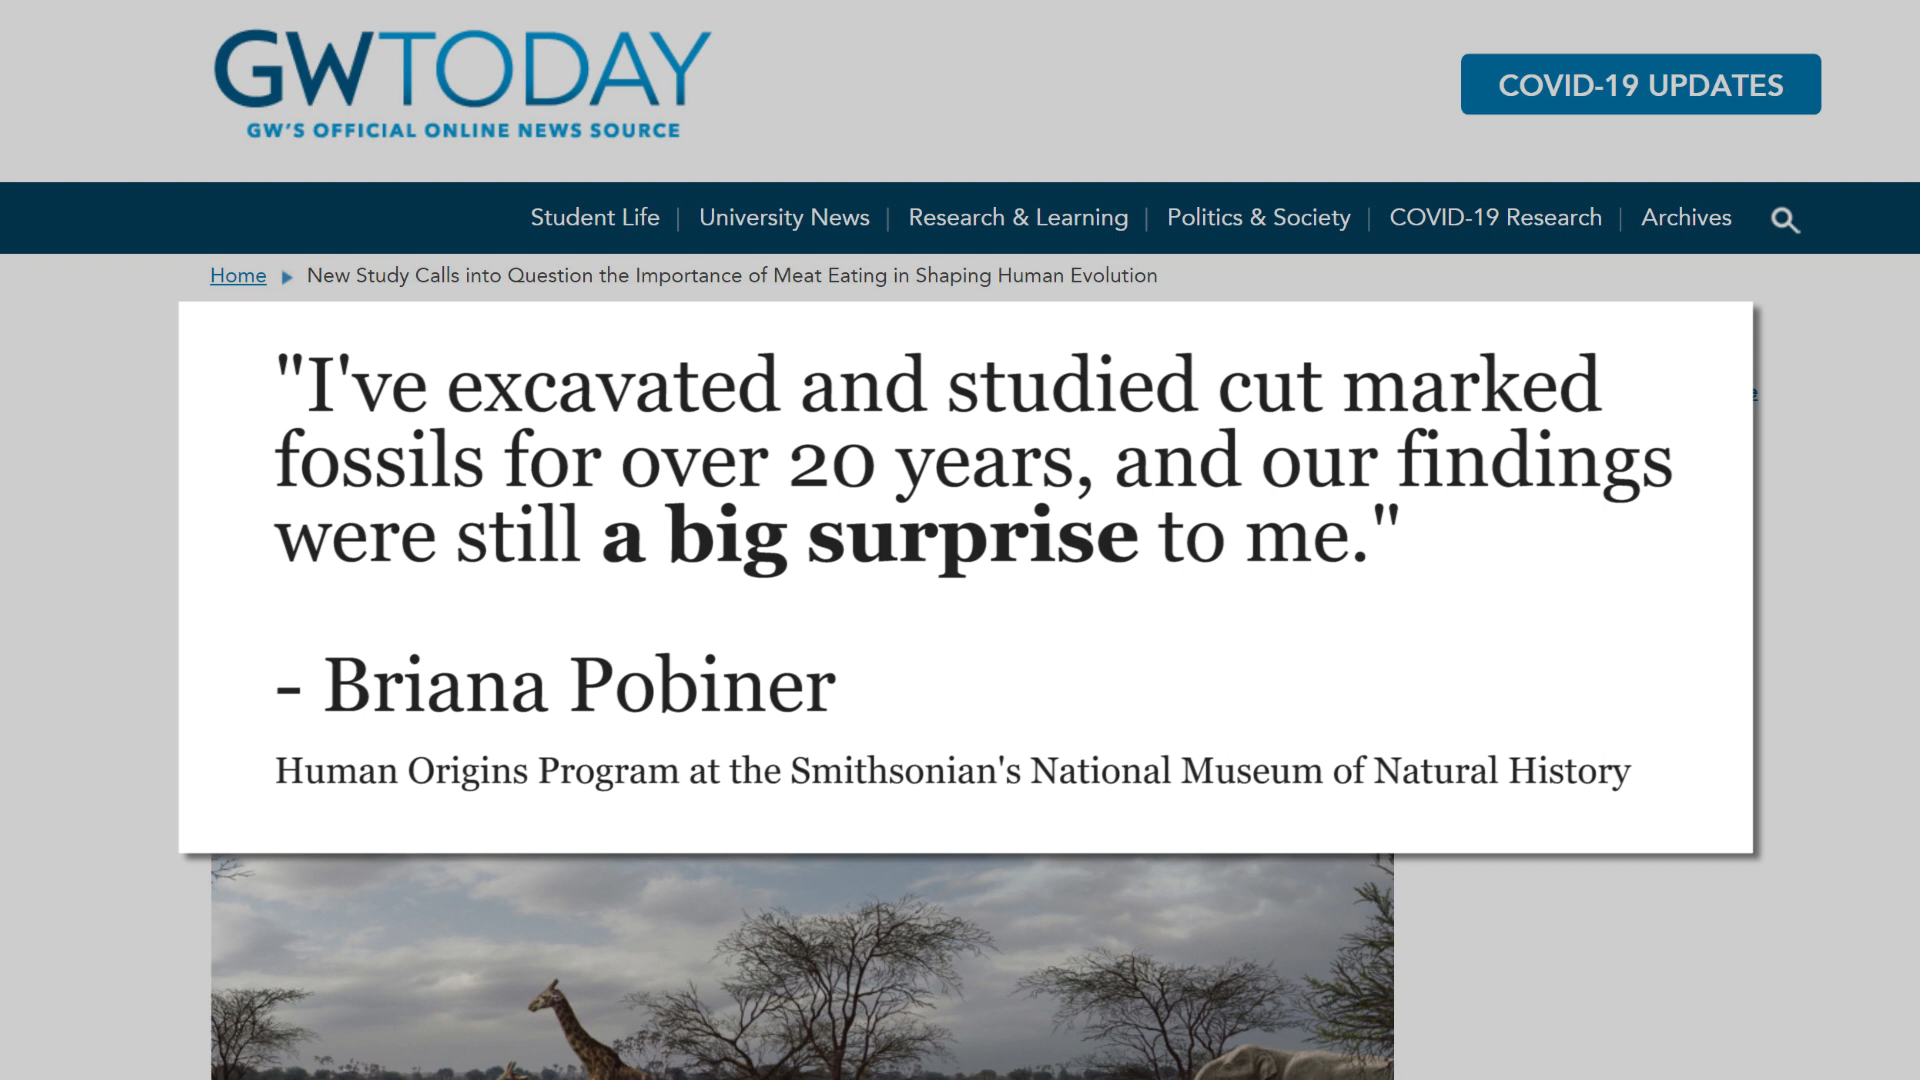 GWTODAY
GW'S OFFICIAL ONLINE NEWS SOURCE
COVID-19 UPDATES
Student Life | University News | Research & Learning | Politics & Society | COVID-19 Research | Archives
Home New Study Calls into Question the Importance of Meat Eating in Shaping Human Evolution
"I've excavated and studied cut marked
fossils for over 20 years, and our findings
were still a big surprise to me."
- Briana Pobiner
Human Origins Program at the Smithsonian's National Museum of Natural History